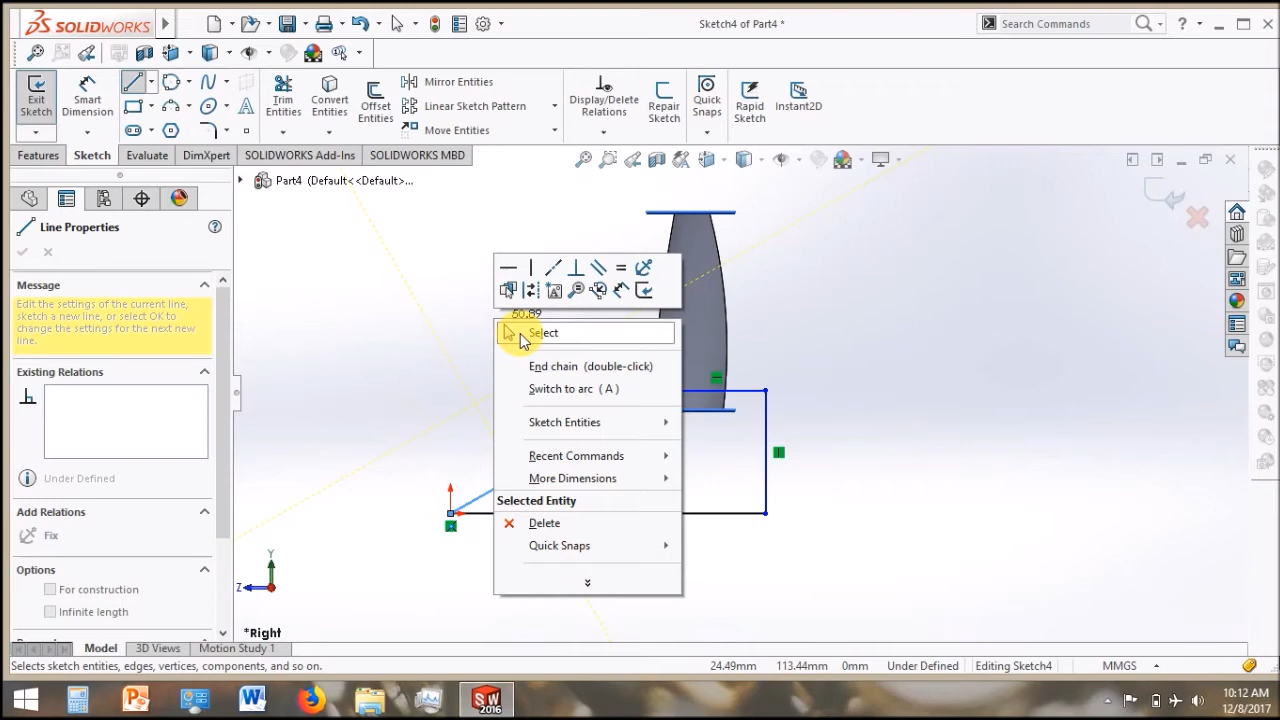 SOLIDWORKS
Sketch4 of Part4 *
Search Commands
Exit Sketch
Smart Dimension
Trim Entities
Convert Entities
Offset Entities
Mirror Entities
Linear Sketch Pattern
Move Entities
Display/Delete Relations
Repair Sketch
Quick Snaps
Rapid Sketch
Instant2D
Features
Sketch
Evaluate
DimXpert
SOLIDWORKS Add-Ins
SOLIDWORKS MBD
Part4 (Default<<Default>...
Line Properties
Message
Edit the settings of the current line,
sketch a new line, or select OK to
change the settings for the next new
line.
Existing Relations
Under Defined
Add Relations
Fix
Options
For construction
Infinite length
50.89
Select
End chain (double-click)
Switch to arc ( A )
Sketch Entities
Recent Commands
More Dimensions
Selected Entity
Delete
Quick Snaps
Y
Z
*Right
Model
3D Views
Motion Study 1
Selects sketch entities, edges, vertices, components, and so on.
24.49mm
113.44mm
0mm
Under Defined
Editing Sketch4
MMGS
SW
2016
10:12 AM
12/8/2017